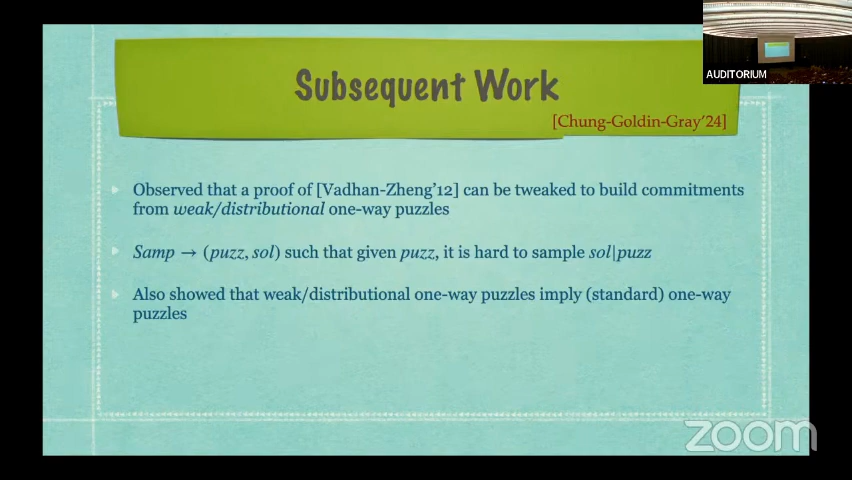 AUDITORIUM
Subsequent Work
[Chung-Goldin-Gray'24]
Observed that a proof of [Vadhan-Zheng'12] can be tweaked to build commitments
from weak/distributional one-way puzzles
Samp → (puzz, sol) such that given puzz, it is hard to sample sol|puzz
Also showed that weak/distributional one-way puzzles imply (standard) one-way
puzzles
zoom